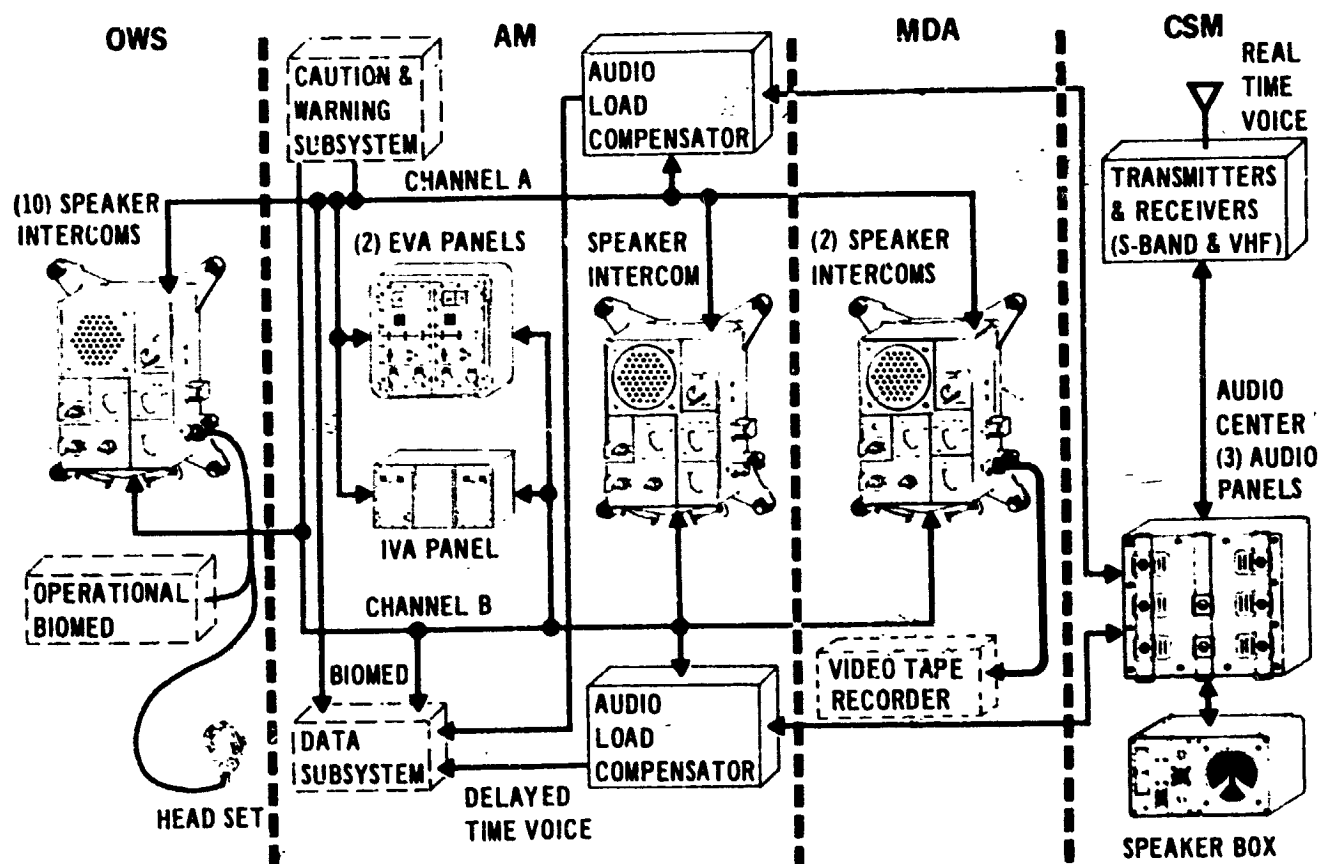 OWS
AM
MDA
CSM
CAUTION &
WARNING
SUBSYSTEM
AUDIO
LOAD
COMPENSATOR
REAL
TIME
VOICE
TRANSMITTERS
& RECEIVERS
(S-BAND & VHF)
CHANNEL A
(10) SPEAKER
INTERCOMS
(2) EVA PANELS
SPEAKER
INTERCOM
(2) SPEAKER
INTERCOMS
AUDIO
CENTER
(3) AUDIO
PANELS
IVA PANEL
OPERATIONAL
BIOMED
CHANNEL B
BIOMED
VIDEO TAPE
RECORDER
DATA
SUBSYSTEM
AUDIO
LOAD
COMPENSATOR
DELAYED
TIME VOICE
HEAD SET
SPEAKER BOX